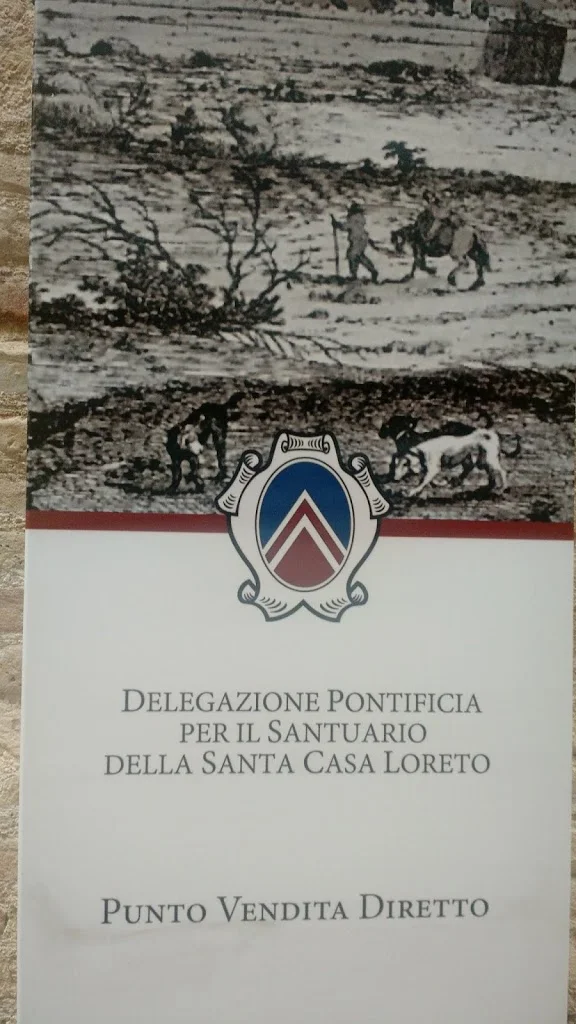 DELEGAZIONE PONTIFICIA
PER IL SANTUARIO
DELLA SANTA CASA LORETO
PUNTO VENDITA DIRETTO